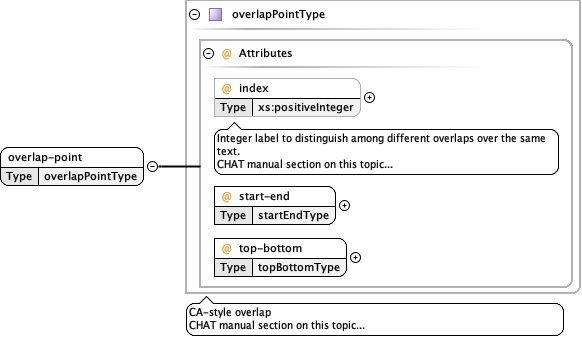 overlapPointType
@ Attributes
@ index
Type xs:positiveInteger
Integer label to distinguish among different overlaps over the same
text.
CHAT manual section on this topic...
overlap-point
Type overlapPointType
@ start-end
Type startEndType
@ top-bottom
Type topBottomType
CA-style overlap
CHAT manual section on this topic...